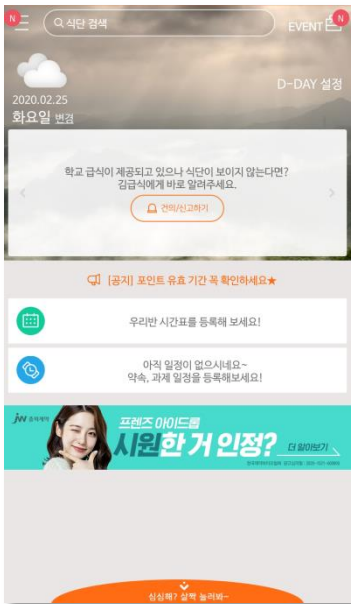 N
식단 검색
EVENT
N
D-DAY 설정
2020.02.25
화요일 변경
학교 급식이 제공되고 있으나 식단이 보이지 않는다면?
김급식에게 바로 알려주세요.
건의/신고하기
[공지] 포인트 유효 기간 꼭 확인하세요★
우리반 시간표를 등록해 보세요!
아직 일정이 없으시네요~
약속, 과제 일정을 등록해보세요!
JW 중외제약
프렌즈 아이드롭
시원한 거 인정?
더 알아보기
심심해? 살짝 눌러봐~